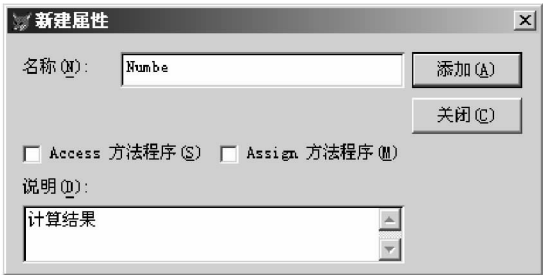 新建属性
名称(N): Numbe 添加(A)
关闭(C)
Access 方法程序(S) Assign 方法程序(M)
说明(D):
计算结果